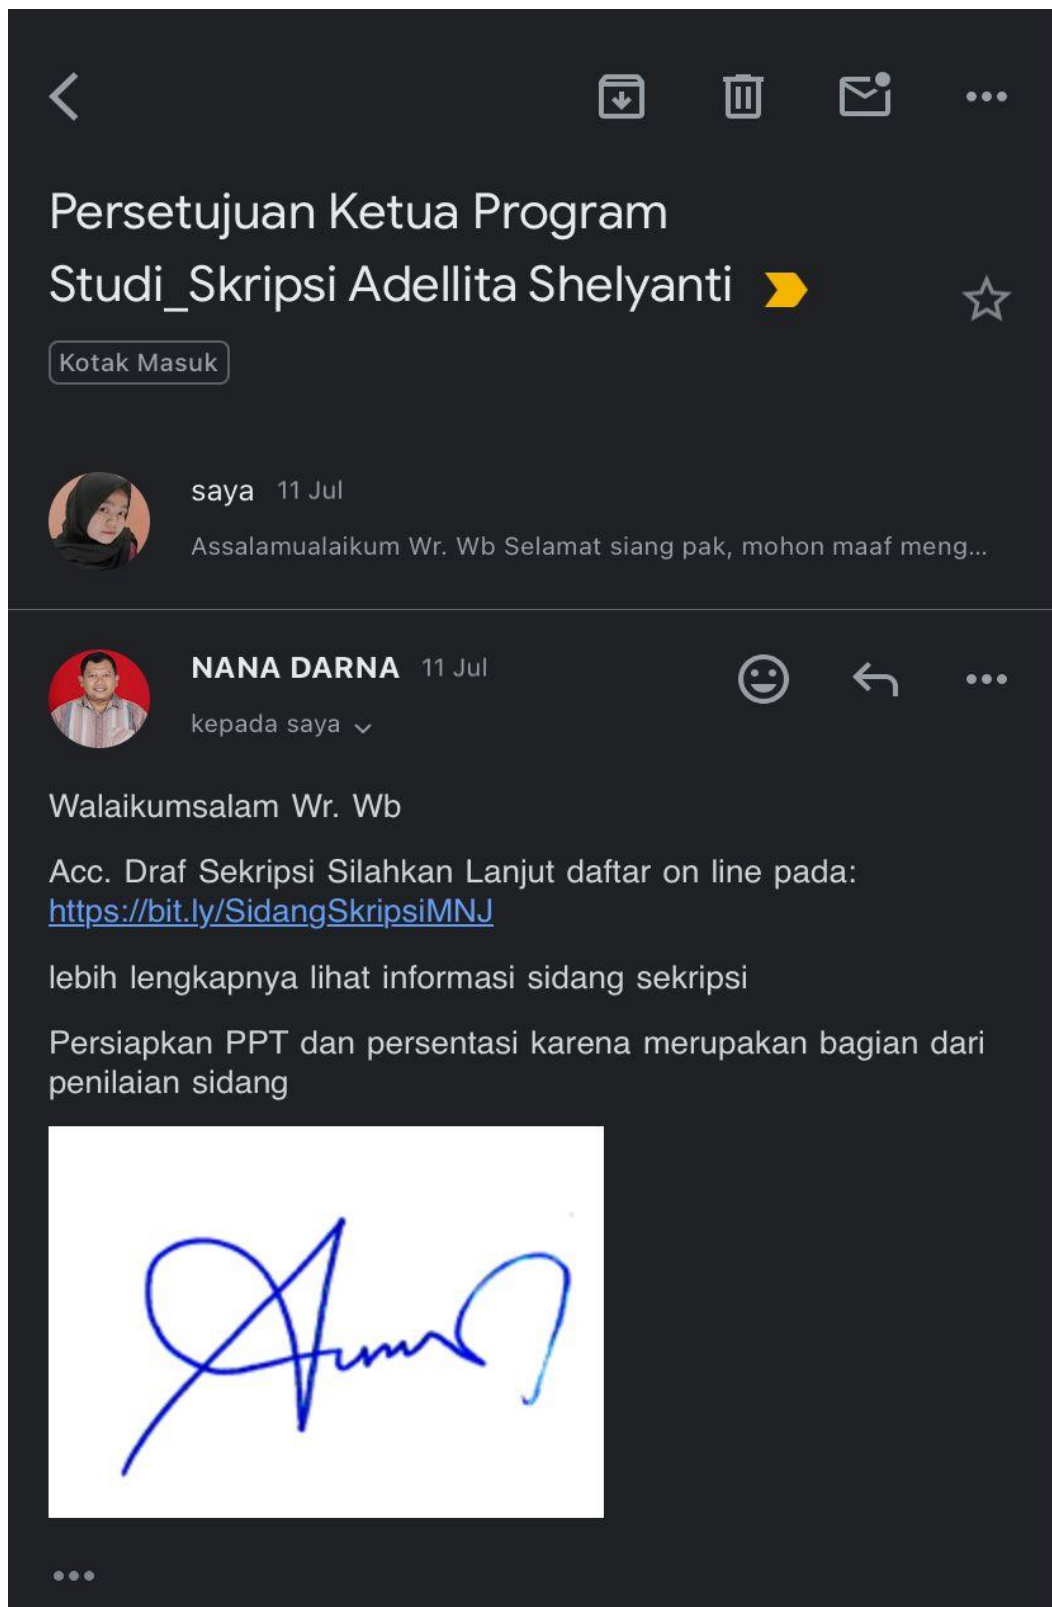 Persetujuan Ketua Program
Studi_Skripsi Adellita Shelyanti
Kotak Masuk
saya 11 Jul
Assalamualaikum Wr. Wb Selamat siang pak, mohon maaf meng...
NANA DARNA 11 Jul
kepada saya
Walaikumsalam Wr. Wb
Acc. Draf Sekripsi Silahkan Lanjut daftar on line pada:
https://bit.ly/SidangSkripsiMNJ
lebih lengkapnya lihat informasi sidang sekripsi
Persiapkan PPT dan persentasi karena merupakan bagian dari
penilaian sidang